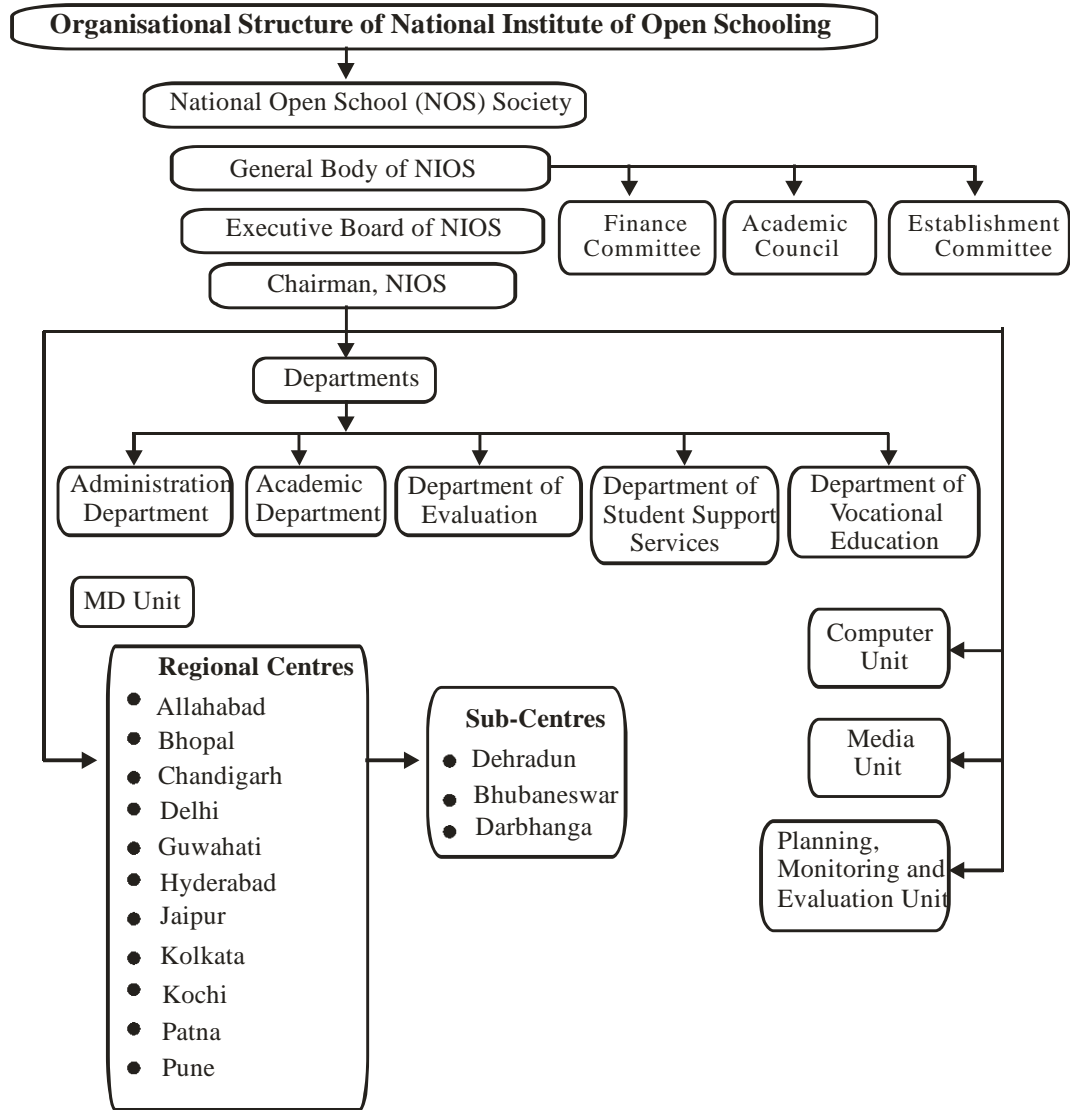 Organisational Structure of National Institute of Open Schooling
National Open School (NOS) Society
General Body of NIOS
Finance
Committee
Academic
Council
Establishment
Committee
Executive Board of NIOS
Chairman, NIOS
Departments
Administration
Department
Academic
Department
Department of
Evaluation
Department of
Student Support
Services
Department of
Vocational
Education
MD Unit
Regional Centres
● Allahabad
● Bhopal
● Chandigarh
● Delhi
● Guwahati
● Hyderabad
● Jaipur
● Kolkata
● Kochi
● Patna
● Pune
Sub-Centres
● Dehradun
● Bhubaneswar
● Darbhanga
Computer
Unit
Media
Unit
Planning,
Monitoring and
Evaluation Unit